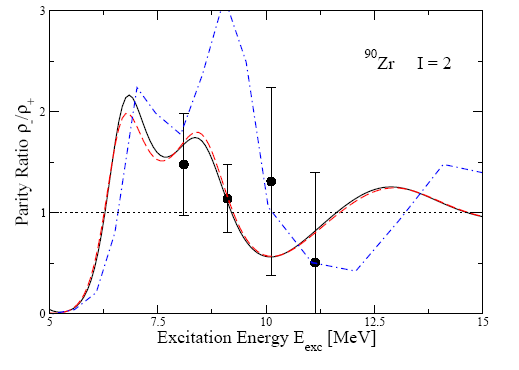 3
⁹⁰Zr I = 2
2
Parity Ratio ρ₋/ρ₊
1
0
5 7.5 10 12.5 15
Excitation Energy E_exc [MeV]